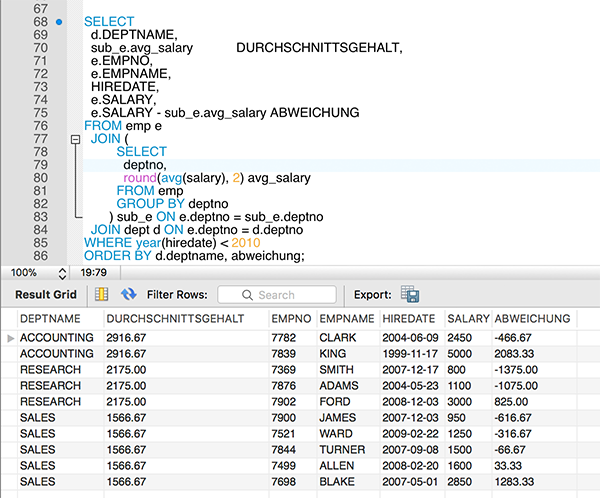 67
68 SELECT
69 d.DEPTNAME,
70 sub_e.avg_salary DURCHSCHNITTSGEHALT,
71 e.EMPNO,
72 e.EMPNAME,
73 HIREDATE,
74 e.SALARY,
75 e.SALARY - sub_e.avg_salary ABWEICHUNG
76 FROM emp e
77 JOIN (
78 SELECT
79 deptno,
80 round(avg(salary), 2) avg_salary
81 FROM emp
82 GROUP BY deptno
83 ) sub_e ON e.deptno = sub_e.deptno
84 JOIN dept d ON e.deptno = d.deptno
85 WHERE year(hiredate) < 2010
86 ORDER BY d.deptname, abweichung;
100% 19:79
Result Grid Filter Rows: Search Export:
DEPTNAME DURCHSCHNITTSGEHALT EMPNO EMPNAME HIREDATE SALARY ABWEICHUNG
ACCOUNTING 2916.67 7782 CLARK 2004-06-09 2450 -466.67
ACCOUNTING 2916.67 7839 KING 1999-11-17 5000 2083.33
RESEARCH 2175.00 7369 SMITH 2007-12-17 800 -1375.00
RESEARCH 2175.00 7876 ADAMS 2004-05-23 1100 -1075.00
RESEARCH 2175.00 7902 FORD 2008-12-03 3000 825.00
SALES 1566.67 7900 JAMES 2007-12-03 950 -616.67
SALES 1566.67 7521 WARD 2009-02-22 1250 -316.67
SALES 1566.67 7844 TURNER 2007-09-08 1500 -66.67
SALES 1566.67 7499 ALLEN 2008-02-20 1600 33.33
SALES 1566.67 7698 BLAKE 2007-05-01 2850 1283.33